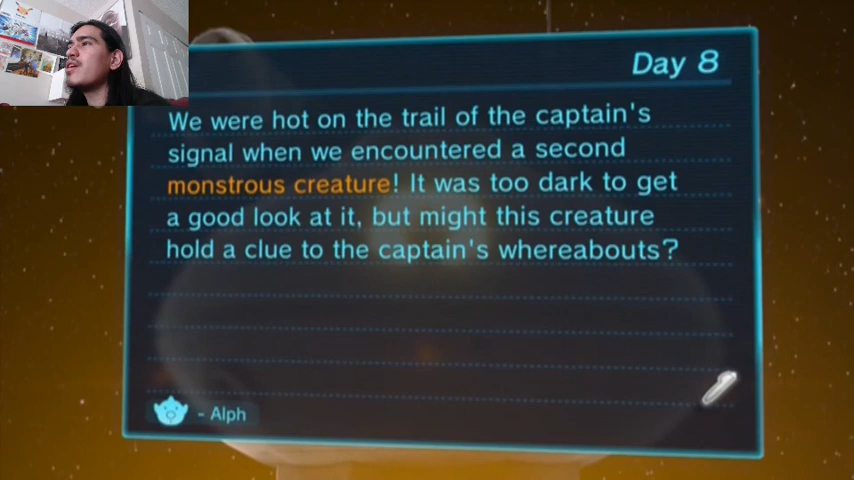 Day 8
We were hot on the trail of the captain's
signal when we encountered a second
monstrous creature! It was too dark to get
a good look at it, but might this creature
hold a clue to the captain's whereabouts?
- Alph